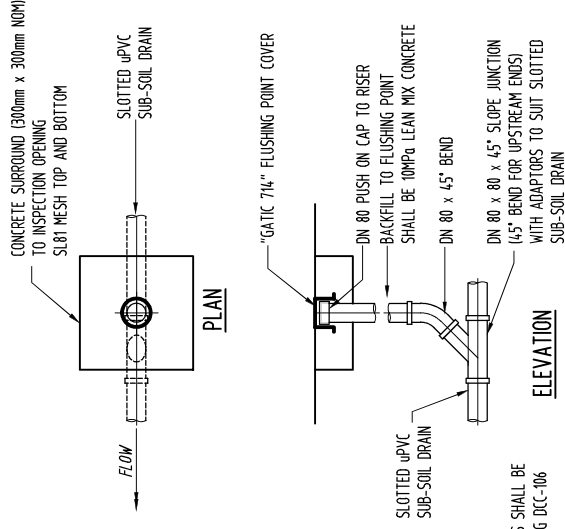 CONCRETE SURROUND (300mm x 300mm NOM)
TO INSPECTION OPENING
SL81 MESH TOP AND BOTTOM
SLOTTED uPVC
SUB-SOIL DRAIN
FLOW
PLAN
"GATIC 714" FLUSHING POINT COVER
DN 80 PUSH ON CAP TO RISER
BACKFILL TO FLUSHING POINT
SHALL BE 10MPa LEAN MIX CONCRETE
DN 80 x 45° BEND
DN 80 x 80 x 45° SLOPE JUNCTION
(45° BEND FOR UPSTREAM ENDS)
WITH ADAPTORS TO SUIT SLOTTED
SUB-SOIL DRAIN
SLOTTED uPVC
SUB-SOIL DRAIN
ELEVATION
SHALL BE
DCC-106